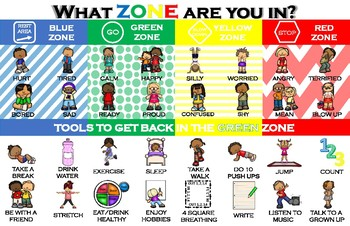 WHAT ZONE ARE YOU IN?
REST AREA
BLUE ZONE
GO
GREEN ZONE
YELLOW ZONE
STOP
RED ZONE
HURT TIRED CALM HAPPY SILLY WORRIED ANGRY TERRIFIED
BORED SAD READY PROUD CONFUSED SHY MEAN BLOW UP
TOOLS TO GET BACK IN THE GREEN ZONE
TAKE A BREAK
DRINK WATER
EXERCISE
SLEEP
TAKE A WALK
DO 10 PUSH UPS
JUMP
123
COUNT
BE WITH A FRIEND
STRETCH
EAT/DRINK HEALTHY
ENJOY HOBBIES
4 SQUARE BREATHING
WRITE
LISTEN TO MUSIC
TALK TO A GROWN UP